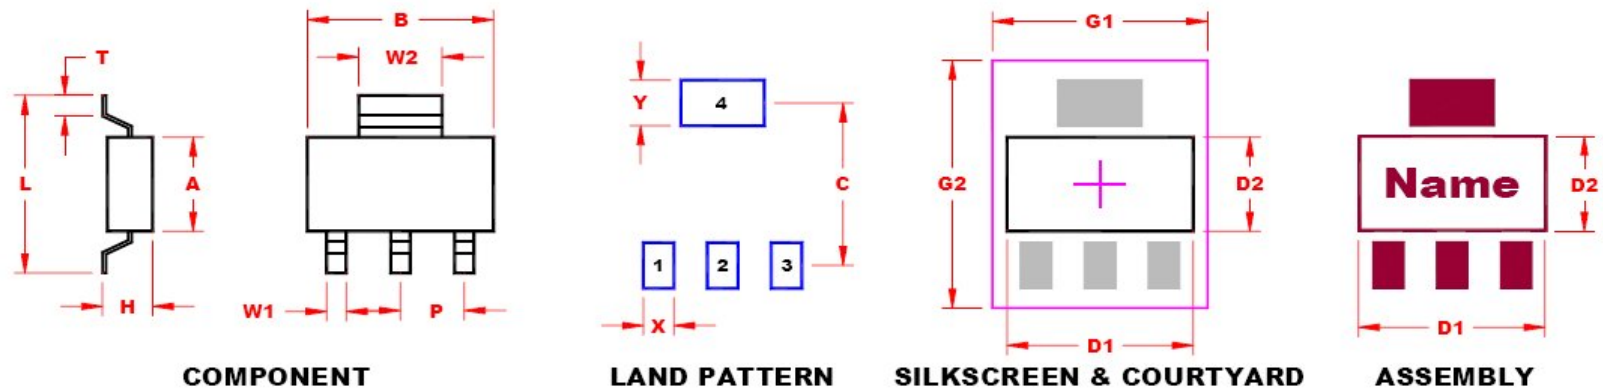 B
G1
W2
T
Y
4
L
A
C
G2
D2
Name
D2
1
2
3
H
W1
P
X
D1
D1
COMPONENT
LAND PATTERN
SILKSCREEN & COURTYARD
ASSEMBLY